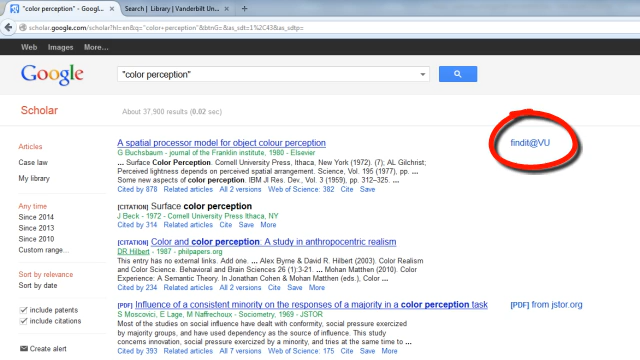 "color perception" - Googl...
Search | Library | Vanderbilt Un...
scholar.google.com/scholar?hl=en&q="color+perception"&btnG=&as_sdt=1%2C43&as_sdtp=
Web Images More...
Google
"color perception"
Scholar
About 37,900 results (0.02 sec)
Articles
Case law
My library
Any time
Since 2014
Since 2013
Since 2010
Custom range...
Sort by relevance
Sort by date
include patents
include citations
Create alert
A spatial processor model for object colour perception
G Buchsbaum - journal of the Franklin institute, 1980 - Elsevier
... Surface Color Perception. Cornell University Press, Ithaca, New York (1972). (7); AL Gilchrist;
Perceived lightness depends on perceived spatial arrangement. Science, Vol. 195 (1977), pp. ...
Some new aspects of color perception. IBM JI Res. Dev., Vol. 3 (1959), pp. 312–325. ...
Cited by 878 Related articles All 2 versions Web of Science: 382 Cite Save
findit@VU
[CITATION] Surface color perception
J Beck - 1972 - Cornell University Press Ithaca, NY
Cited by 314 Related articles Cite Save More
[CITATION] Color and color perception: A study in anthropocentric realism
DR Hilbert - 1987 - philpapers.org
This entry has no external links. Add one. ... Alex Byrne & David R. Hilbert (2003). Color Realism
and Color Science. Behavioral and Brain Sciences 26 (1):3-21. ... Mohan Matthen (2010). Color
Experience: A Semantic Theory. In Jonathan Cohen & Mohan Matthen (eds.), Color ...
Cited by 234 Related articles Cite Save More
[PDF] Influence of a consistent minority on the responses of a majority in a color perception task
S Moscovici, E Lage, M Naffrechoux - Sociometry, 1969 - JSTOR
Most of the studies on social influence have dealt with conformity, social pressure exercized
by majority groups, and have used dependence as the source of influence. This study
concerns innovation, or social pressure exercized by a minority, and tries at the same time to ...
Cited by 393 Related articles All 7 versions Web of Science: 175 Cite Save
[PDF] from jstor.org